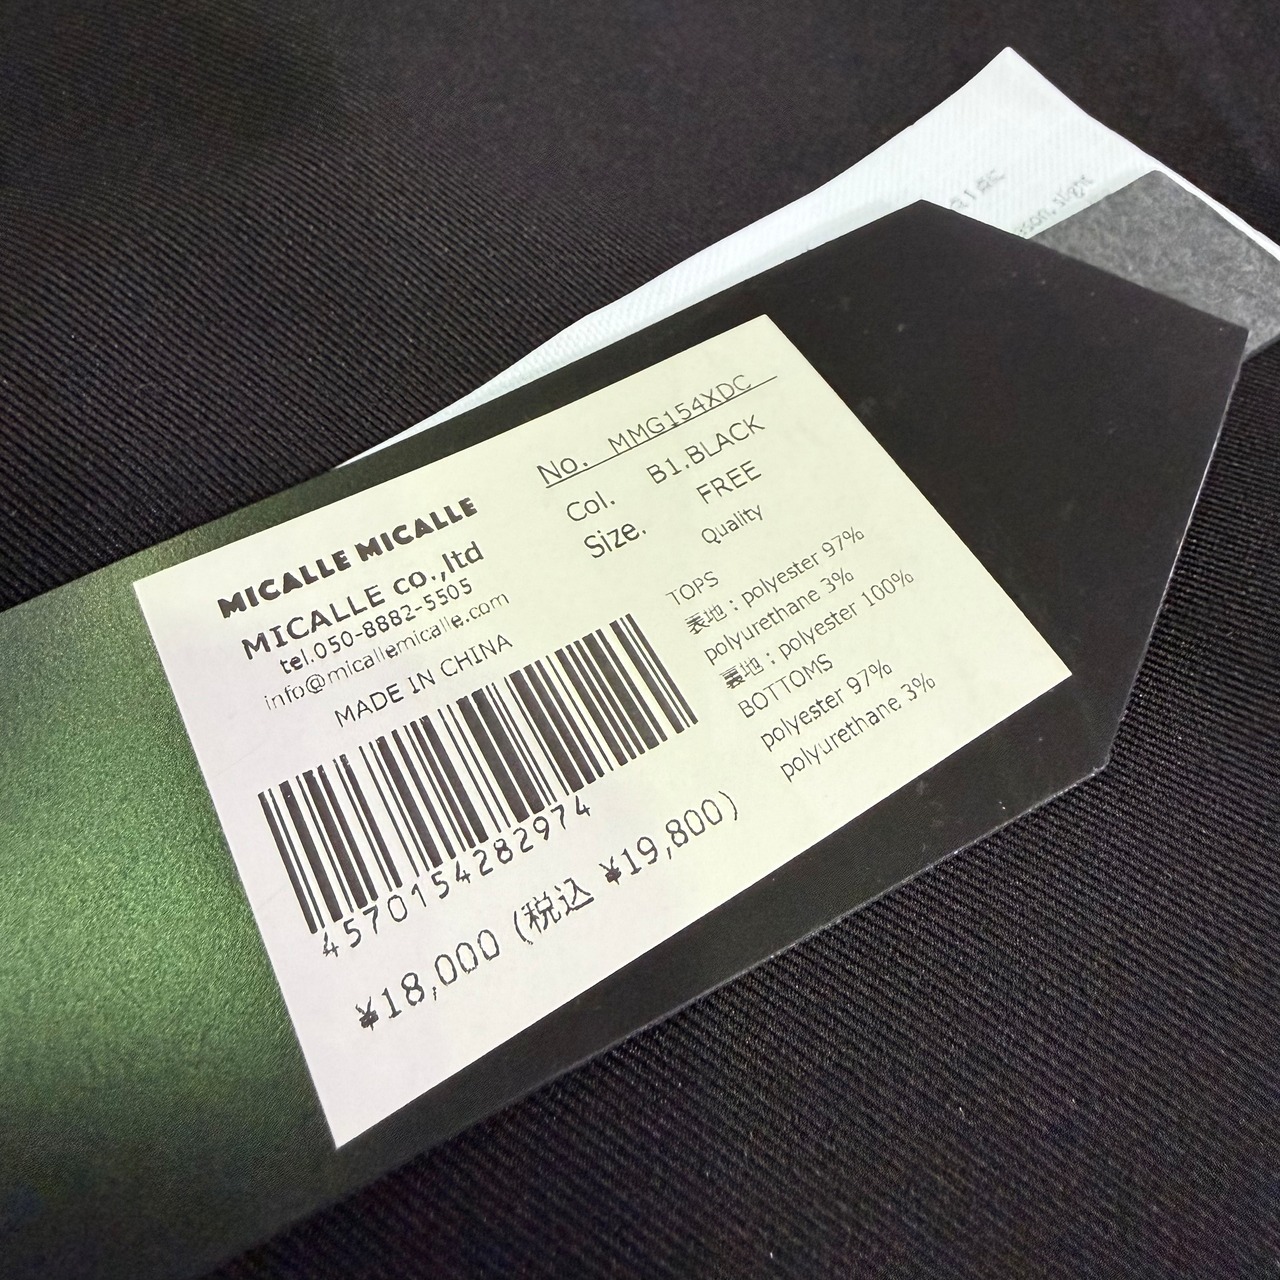 MICALLE MICALLE
MICALLE co.,ltd
tel.050-8882-5505
info@micallemicalle.com
MADE IN CHINA
4570154282974
¥18,000 (税込 ¥19,800)
No. MMG154XDC
Col. B1.BLACK
Size. FREE
Quality
TOPS
表地：polyester 97%
polyurethane 3%
裏地：polyester 100%
BOTTOMS
polyester 97%
polyurethane 3%